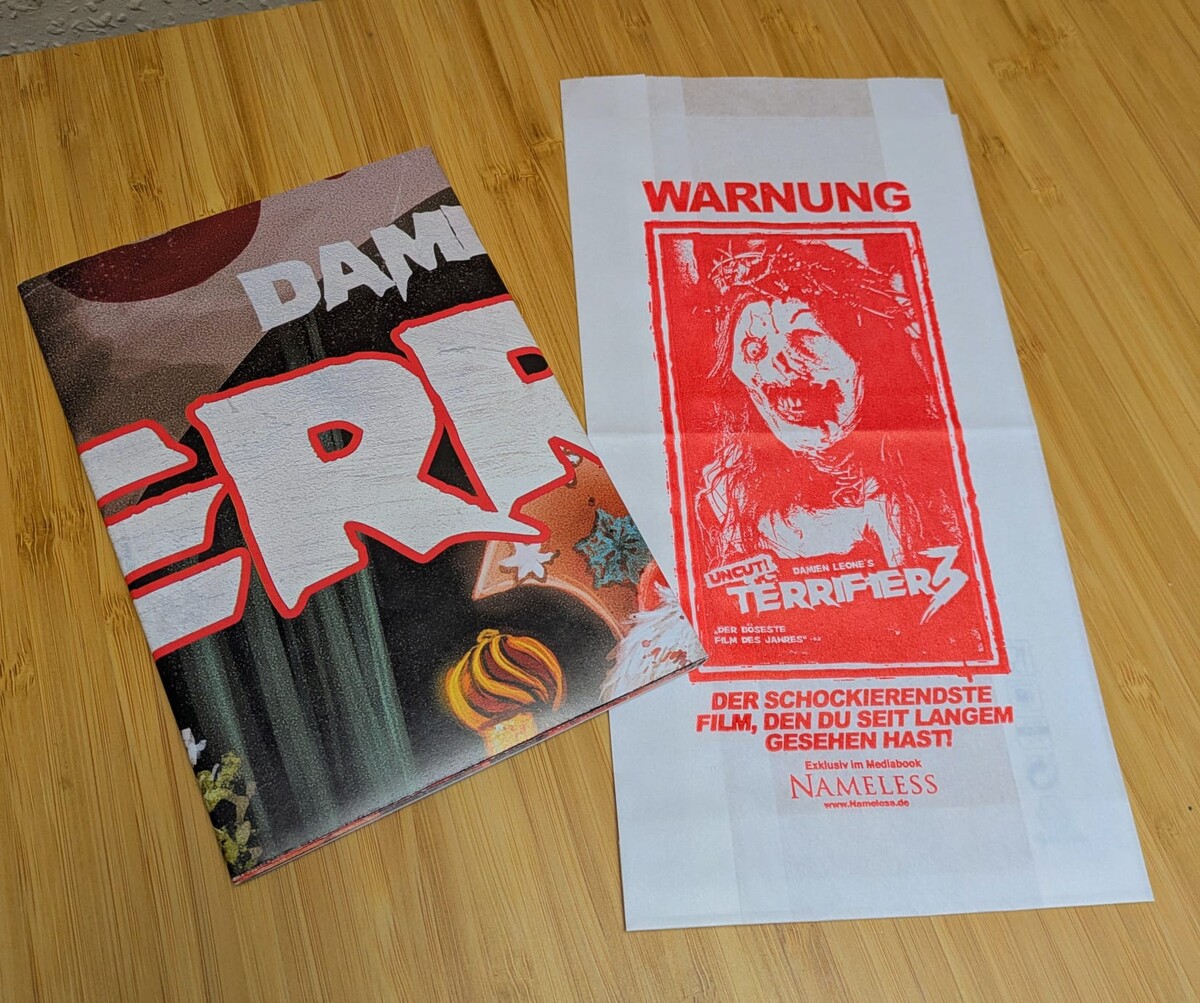 DAMI
ERR
WARNUNG
UNCUT!
DAMIEN LEONE'S
TERRIFIER 3
„DER BÖSESTE
FILM DES JAHRES"
DER SCHOCKIERENDSTE
FILM, DEN DU SEIT LANGEM
GESEHEN HAST!
Exklusiv im Mediabook
NAMELESS
www.Nameless.de